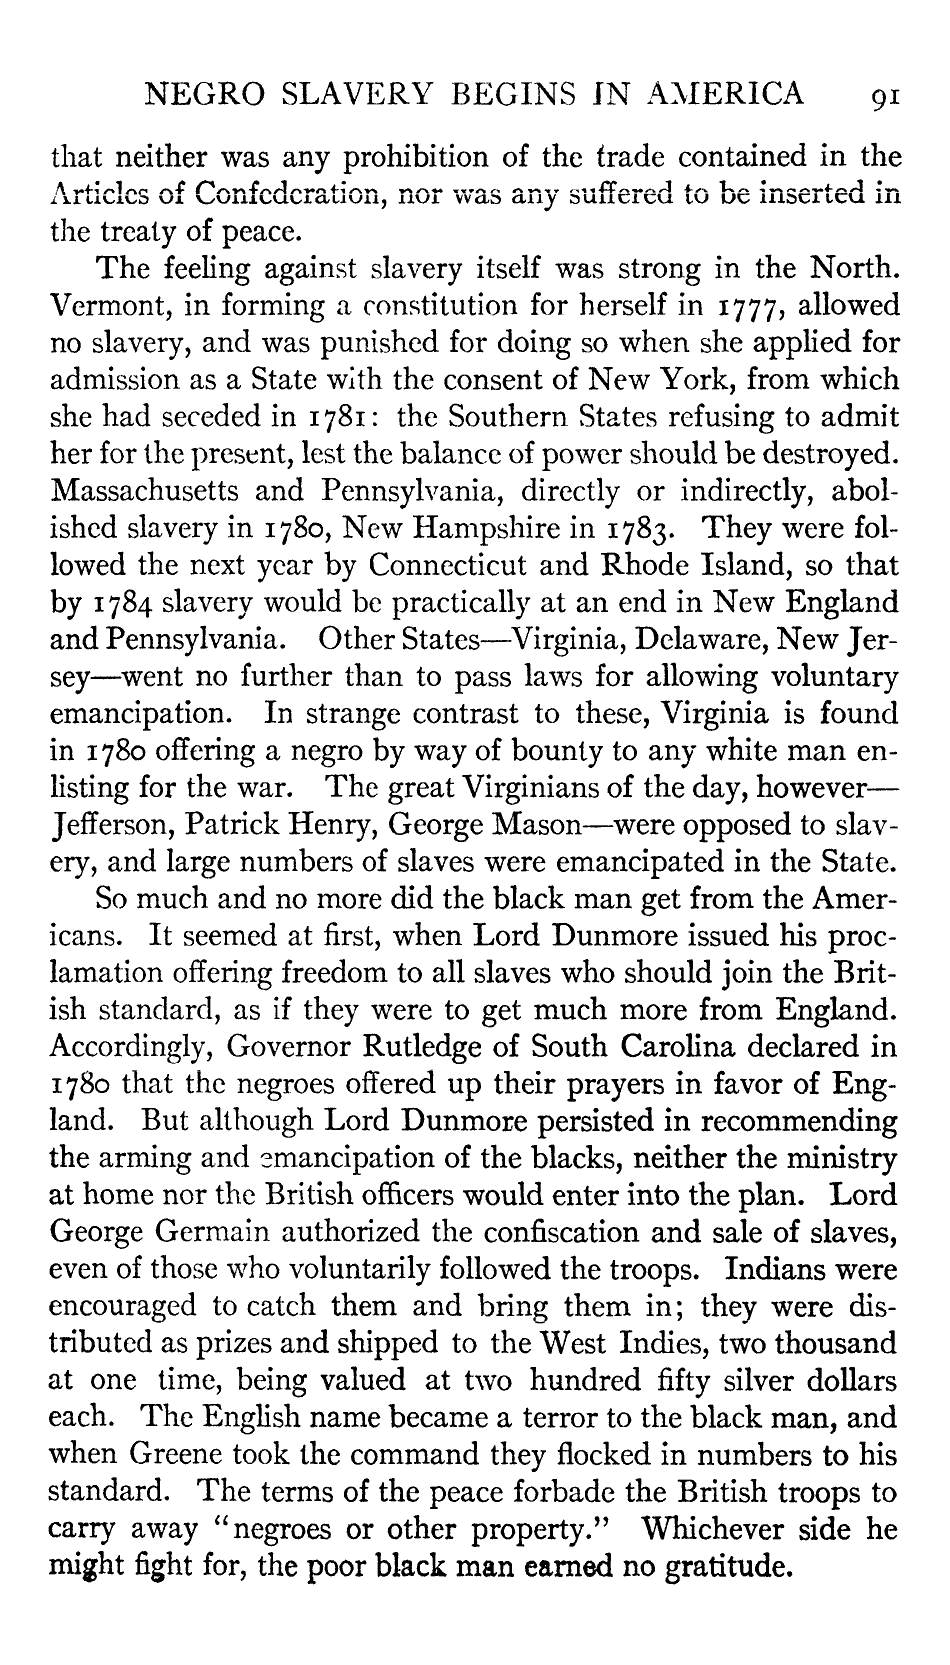 NEGRO SLAVERY BEGINS IN AMERICA 91
that neither was any prohibition of the trade contained in the
Articles of Confederation, nor was any suffered to be inserted in
the treaty of peace.
The feeling against slavery itself was strong in the North.
Vermont, in forming a constitution for herself in 1777, allowed
no slavery, and was punished for doing so when she applied for
admission as a State with the consent of New York, from which
she had seceded in 1781: the Southern States refusing to admit
her for the present, lest the balance of power should be destroyed.
Massachusetts and Pennsylvania, directly or indirectly, abol-
ished slavery in 1780, New Hampshire in 1783. They were fol-
lowed the next year by Connecticut and Rhode Island, so that
by 1784 slavery would be practically at an end in New England
and Pennsylvania. Other States—Virginia, Delaware, New Jer-
sey—went no further than to pass laws for allowing voluntary
emancipation. In strange contrast to these, Virginia is found
in 1780 offering a negro by way of bounty to any white man en-
listing for the war. The great Virginians of the day, however—
Jefferson, Patrick Henry, George Mason—were opposed to slav-
ery, and large numbers of slaves were emancipated in the State.
So much and no more did the black man get from the Amer-
icans. It seemed at first, when Lord Dunmore issued his proc-
lamation offering freedom to all slaves who should join the Brit-
ish standard, as if they were to get much more from England.
Accordingly, Governor Rutledge of South Carolina declared in
1780 that the negroes offered up their prayers in favor of Eng-
land. But although Lord Dunmore persisted in recommending
the arming and emancipation of the blacks, neither the ministry
at home nor the British officers would enter into the plan. Lord
George Germain authorized the confiscation and sale of slaves,
even of those who voluntarily followed the troops. Indians were
encouraged to catch them and bring them in; they were dis-
tributed as prizes and shipped to the West Indies, two thousand
at one time, being valued at two hundred fifty silver dollars
each. The English name became a terror to the black man, and
when Greene took the command they flocked in numbers to his
standard. The terms of the peace forbade the British troops to
carry away “negroes or other property.” Whichever side he
might fight for, the poor black man earned no gratitude.